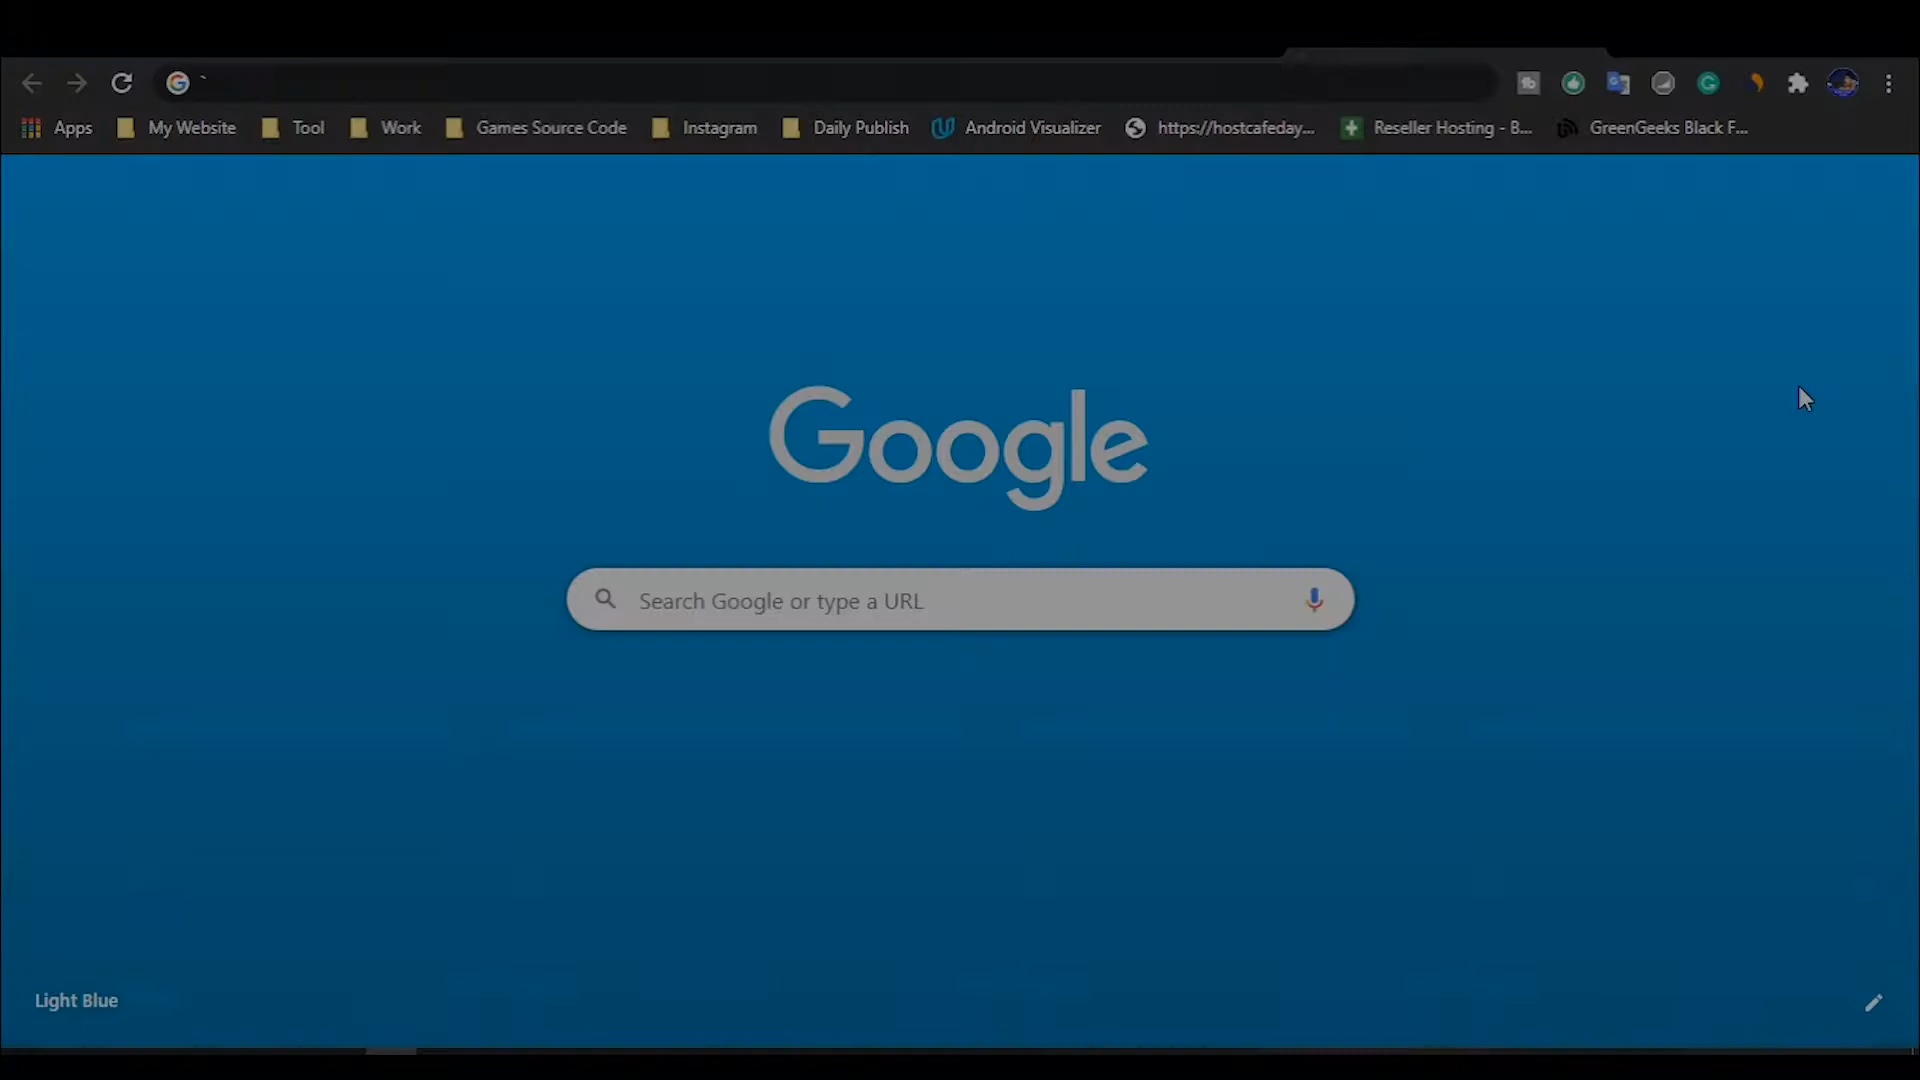 `
Apps My Website Tool Work Games Source Code Instagram Daily Publish Android Visualizer https://hostcafeday... Reseller Hosting - B... GreenGeeks Black F...
Google
Search Google or type a URL
Light Blue